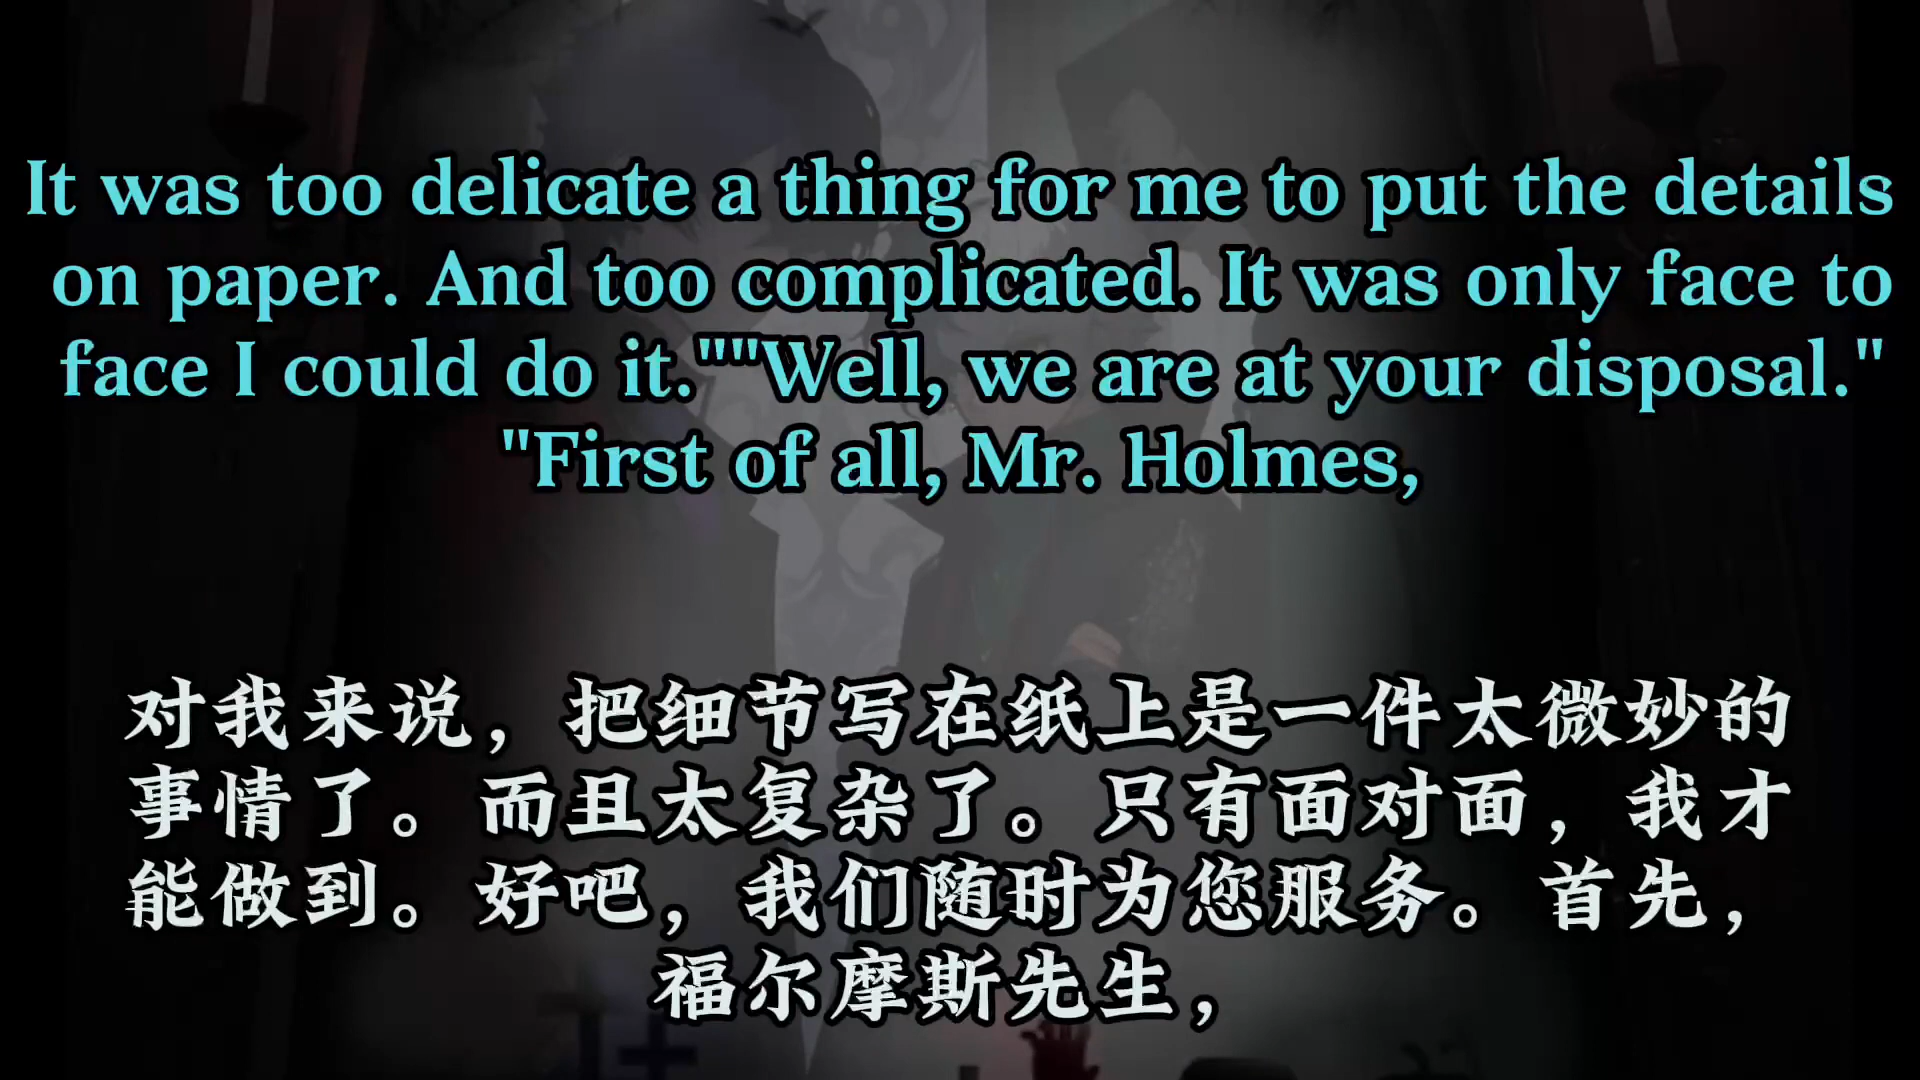 It was too delicate a thing for me to put the details
on paper. And too complicated. It was only face to
face I could do it.""Well, we are at your disposal."
"First of all, Mr. Holmes,
对我来说，把细节写在纸上是一件太微妙的
事情了。而且太复杂了。只有面对面，我才
能做到。好吧，我们随时为您服务。首先，
福尔摩斯先生，